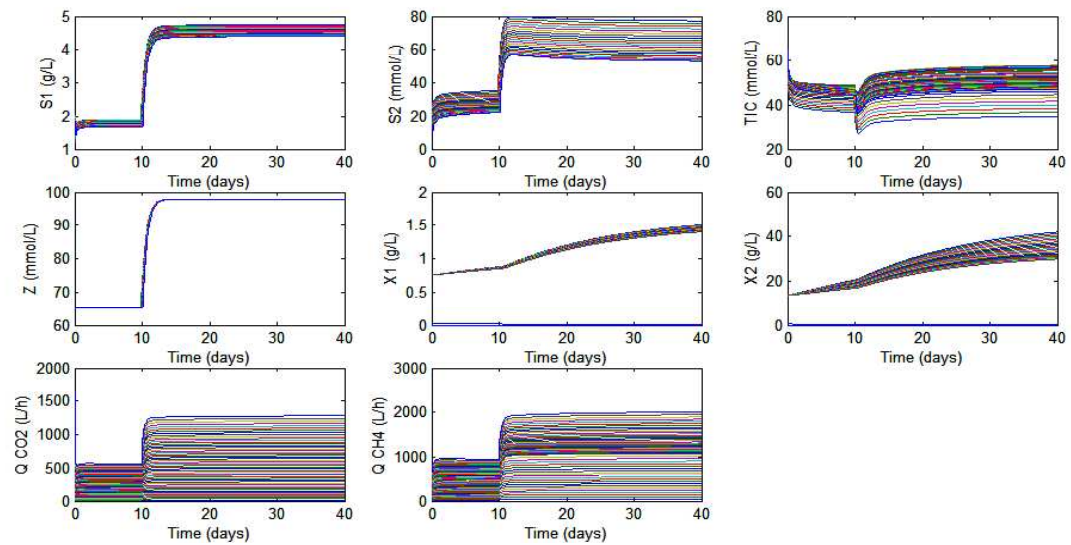 S1 (g/L)
5
4
3
2
1
0 10 20 30 40
Time (days)
S2 (mmol/L)
80
60
40
20
0
0 10 20 30 40
Time (days)
TIC (mmol/L)
80
60
40
20
0 10 20 30 40
Time (days)
Z (mmol/L)
100
90
80
70
60
0 10 20 30 40
Time (days)
X1 (g/L)
2
1.5
1
0.5
0
0 10 20 30 40
Time (days)
X2 (g/L)
60
40
20
0
0 10 20 30 40
Time (days)
Q CO2 (L/h)
2000
1500
1000
500
0
0 10 20 30 40
Time (days)
Q CH4 (L/h)
3000
2000
1000
0
0 10 20 30 40
Time (days)